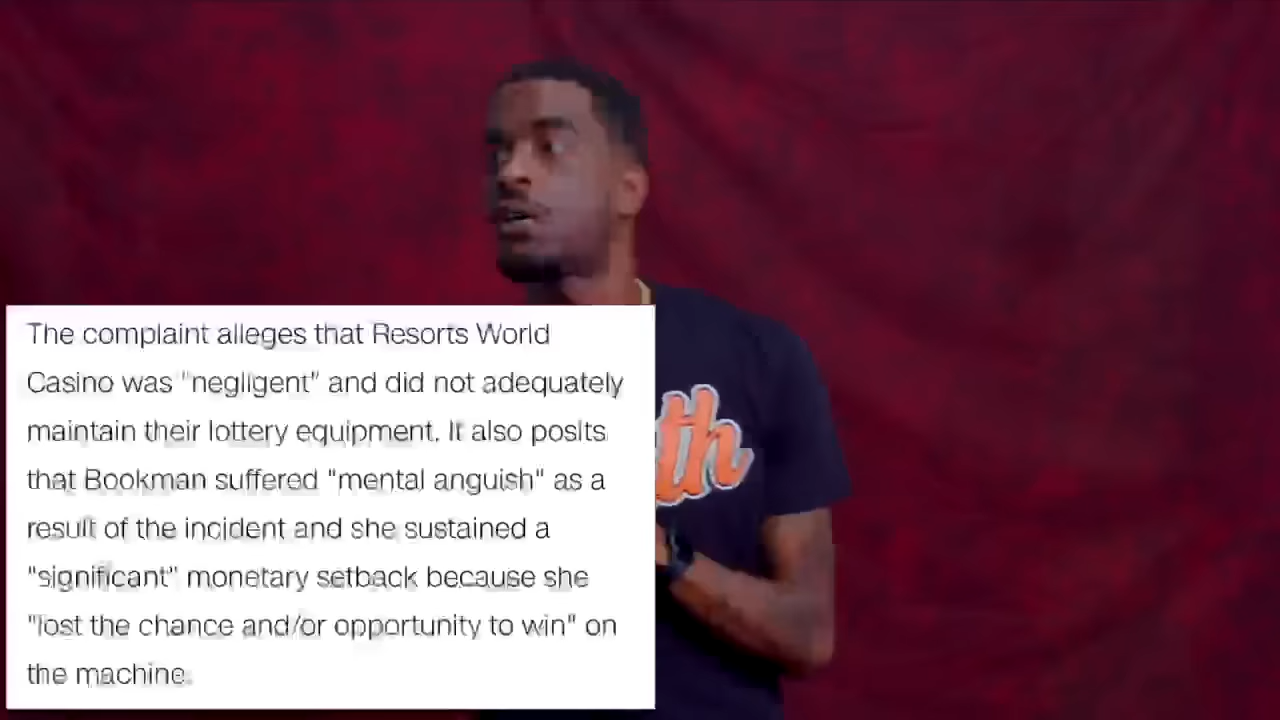 The complaint alleges that Resorts World
Casino was "negligent" and did not adequately
maintain their lottery equipment. It also posits
that Bookman suffered "mental anguish" as a
result of the incident and she sustained a
"significant" monetary setback because she
"lost the chance and/or opportunity to win" on
the machine.
th